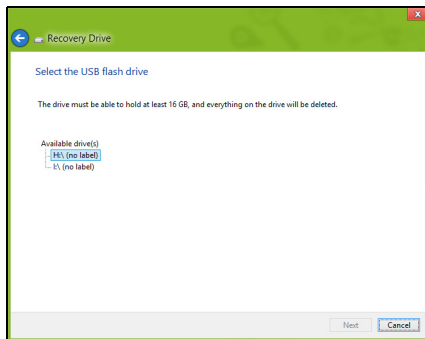 Recovery Drive
Select the USB flash drive
The drive must be able to hold at least 16 GB, and everything on the drive will be deleted.
Available drive(s)
H:\ (no label)
I:\ (no label)
Next
Cancel